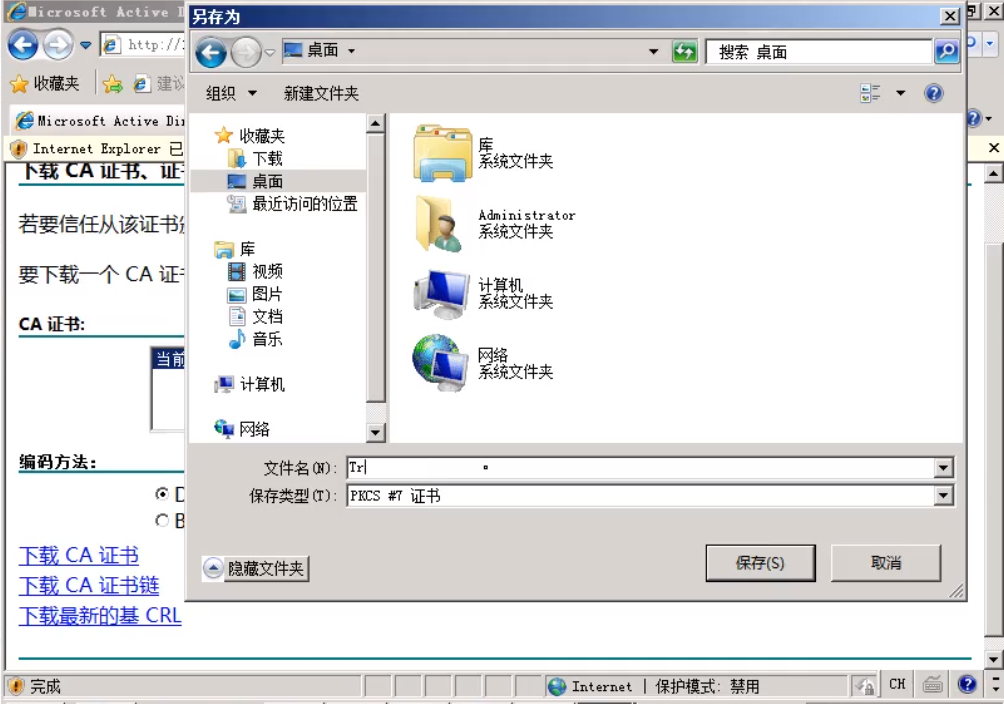 Microsoft Active
另存为
http://
桌面
搜索 桌面
收藏夹
建议
组织
新建文件夹
Microsoft Active Di
Internet Explorer 已
收藏夹
下载
桌面
最近访问的位置
库
视频
图片
文档
音乐
计算机
网络
库
系统文件夹
Administrator
系统文件夹
计算机
系统文件夹
网络
系统文件夹
下载 CA 证书、证
若要信任从该证书
要下载一个 CA 证
CA 证书:
当前
编码方法:
D
B
文件名(N):
Tr
保存类型(T):
PKCS #7 证书
隐藏文件夹
保存(S)
取消
下载 CA 证书
下载 CA 证书链
下载最新的基 CRL
完成
Internet | 保护模式: 禁用
CH